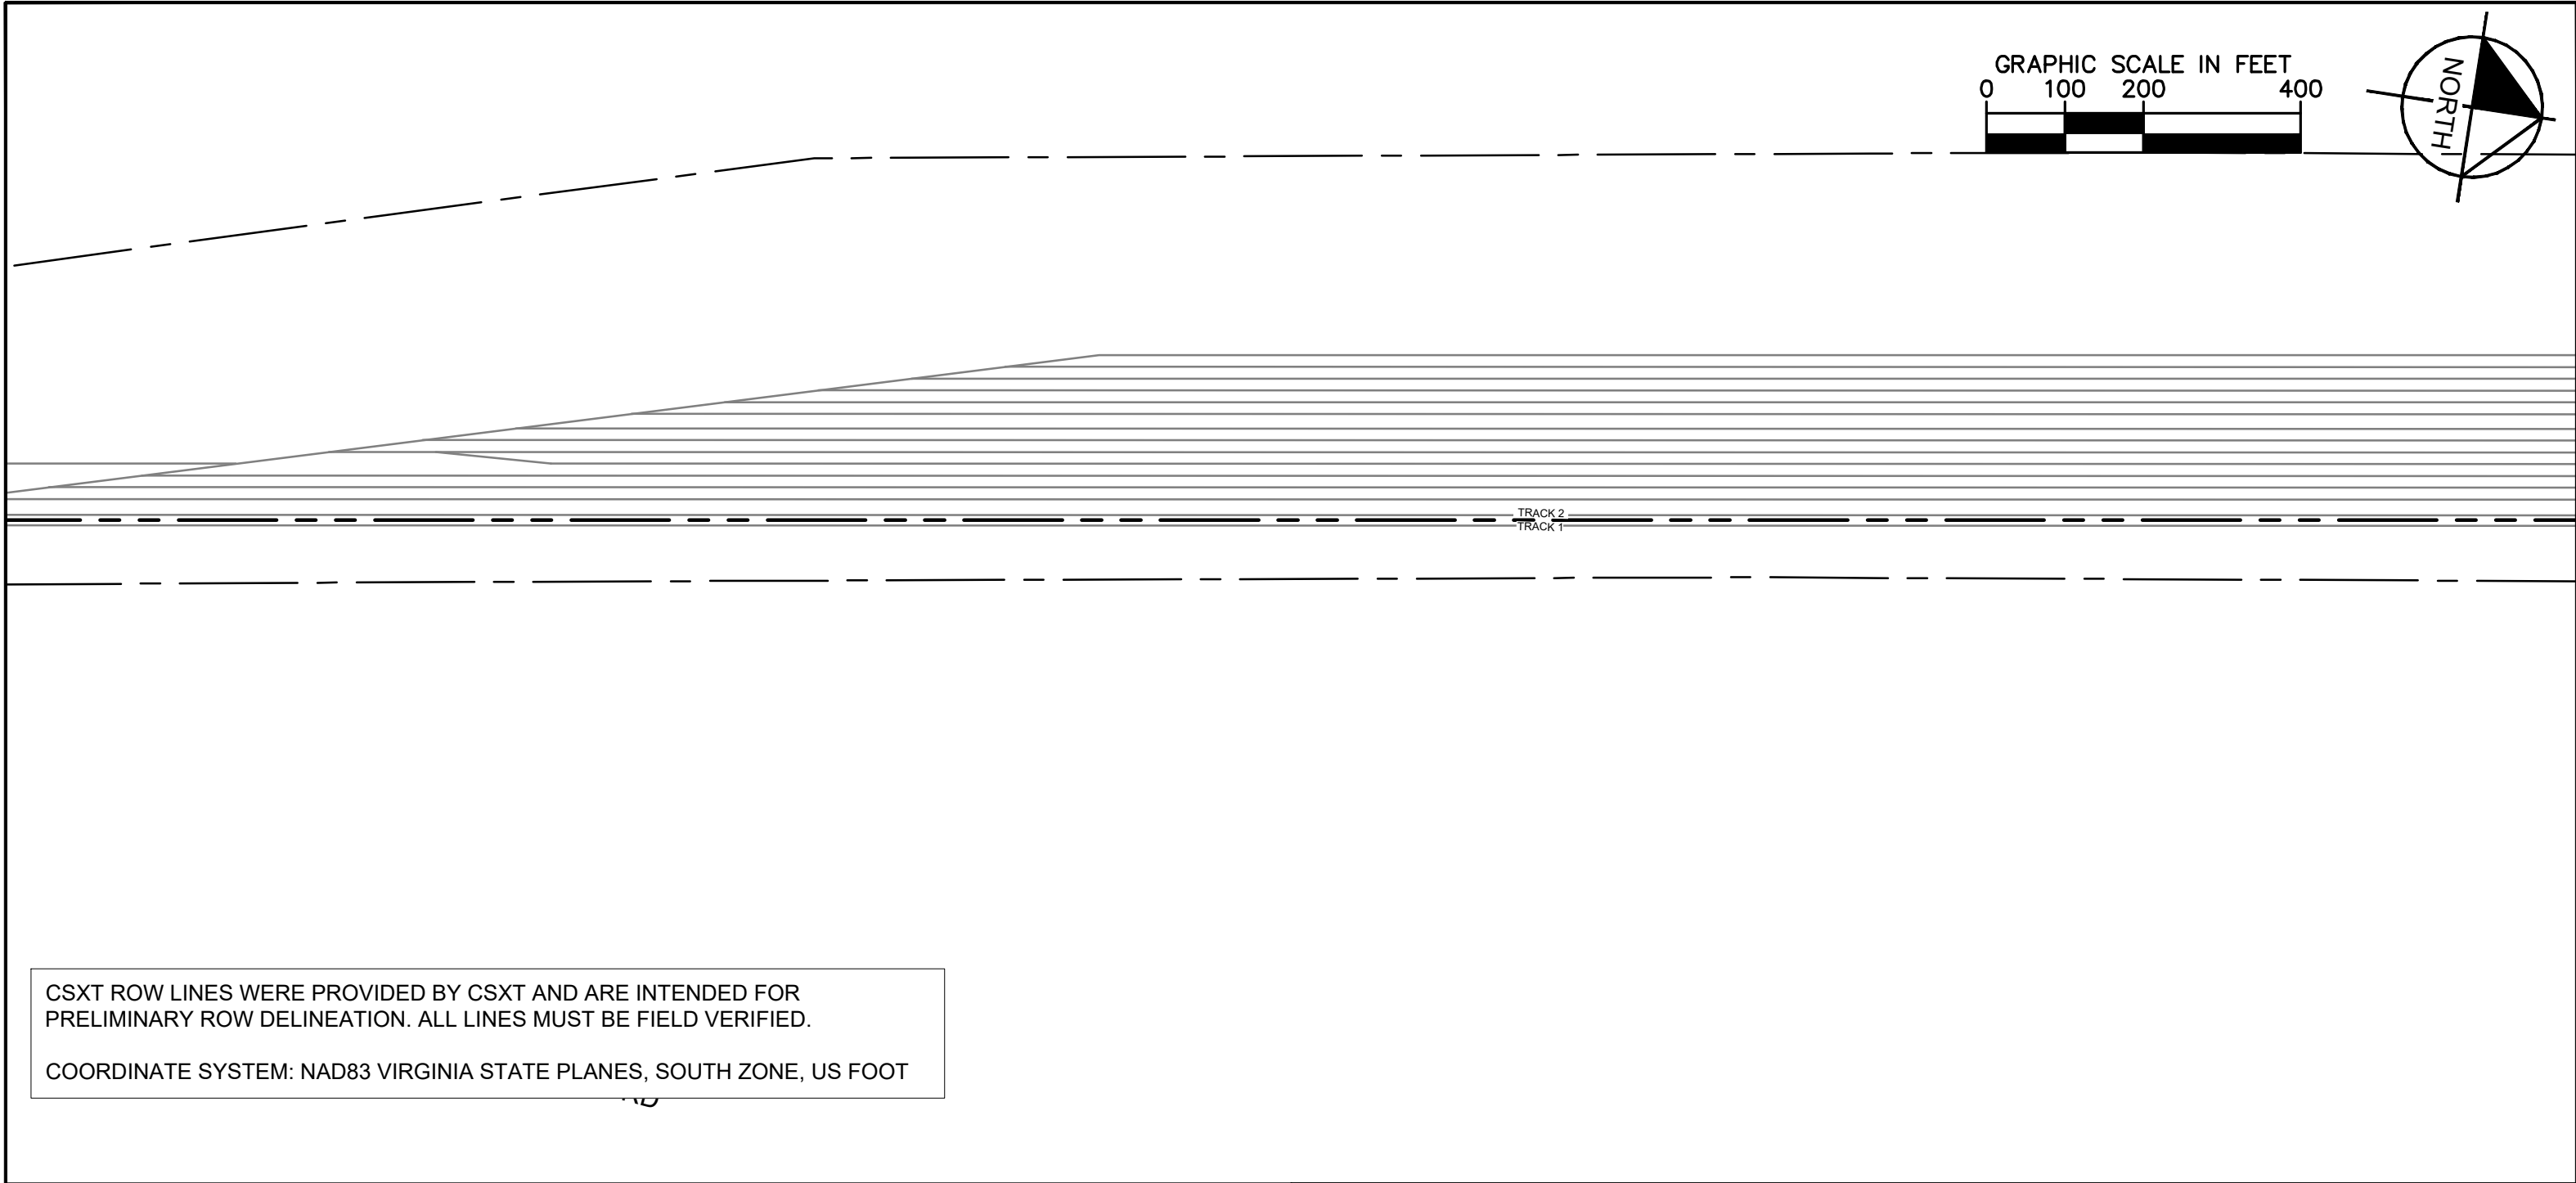 GRAPHIC SCALE IN FEET
0 100 200 400
NORTH
TRACK 2
TRACK 1
CSXT ROW LINES WERE PROVIDED BY CSXT AND ARE INTENDED FOR
PRELIMINARY ROW DELINEATION. ALL LINES MUST BE FIELD VERIFIED.
COORDINATE SYSTEM: NAD83 VIRGINIA STATE PLANES, SOUTH ZONE, US FOOT